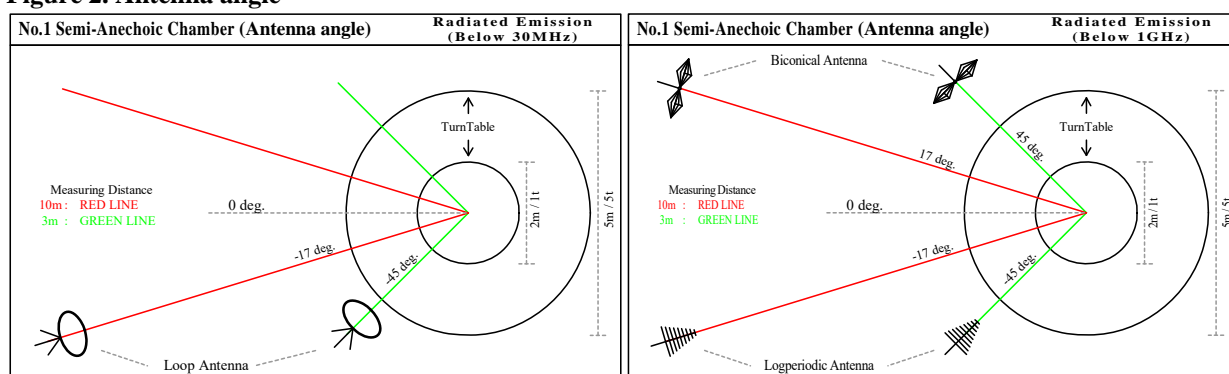 Figure 2. Antenna angle
No.1 Semi-Anechoic Chamber (Antenna angle)
Radiated Emission
(Below 30MHz)
TurnTable
Measuring Distance
10m : RED LINE
3m : GREEN LINE
0 deg.
-17 deg.
-45 deg.
2m / 1t
5m / 5t
Loop Antenna
No.1 Semi-Anechoic Chamber (Antenna angle)
Radiated Emission
(Below 1GHz)
Biconical Antenna
45 deg.
TurnTable
17 deg.
Measuring Distance
10m : RED LINE
3m : GREEN LINE
0 deg.
-17 deg.
-45 deg.
2m / 1t
5m / 5t
Logperiodic Antenna